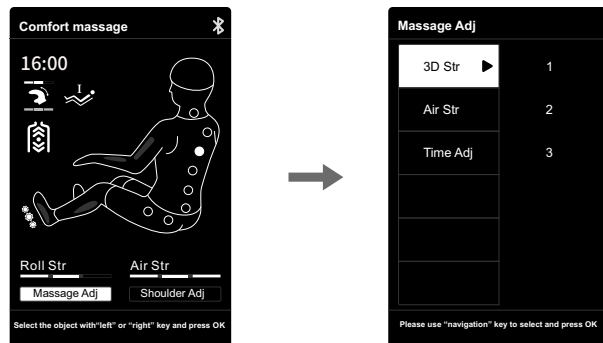 Comfort massage
16:00
I
Roll Str
Air Str
Massage Adj
Shoulder Adj
Select the object with“left” or “right” key and press OK
Massage Adj
3D Str
1
Air Str
2
Time Adj
3
Please use “navigation” key to select and press OK